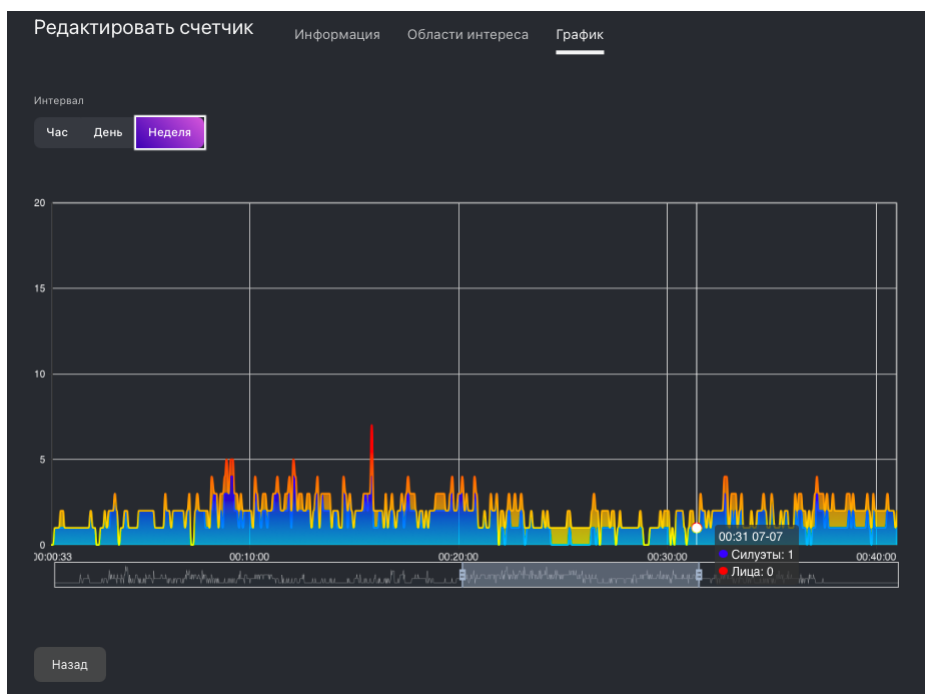 Редактировать счетчик Информация Области интереса График
Интервал
Час День Неделя
20
15
10
5
0
00:31 07-07
Силуэты: 1
Лица: 0
00:00:33 00:10:00 00:20:00 00:30:00 00:40:00
Назад